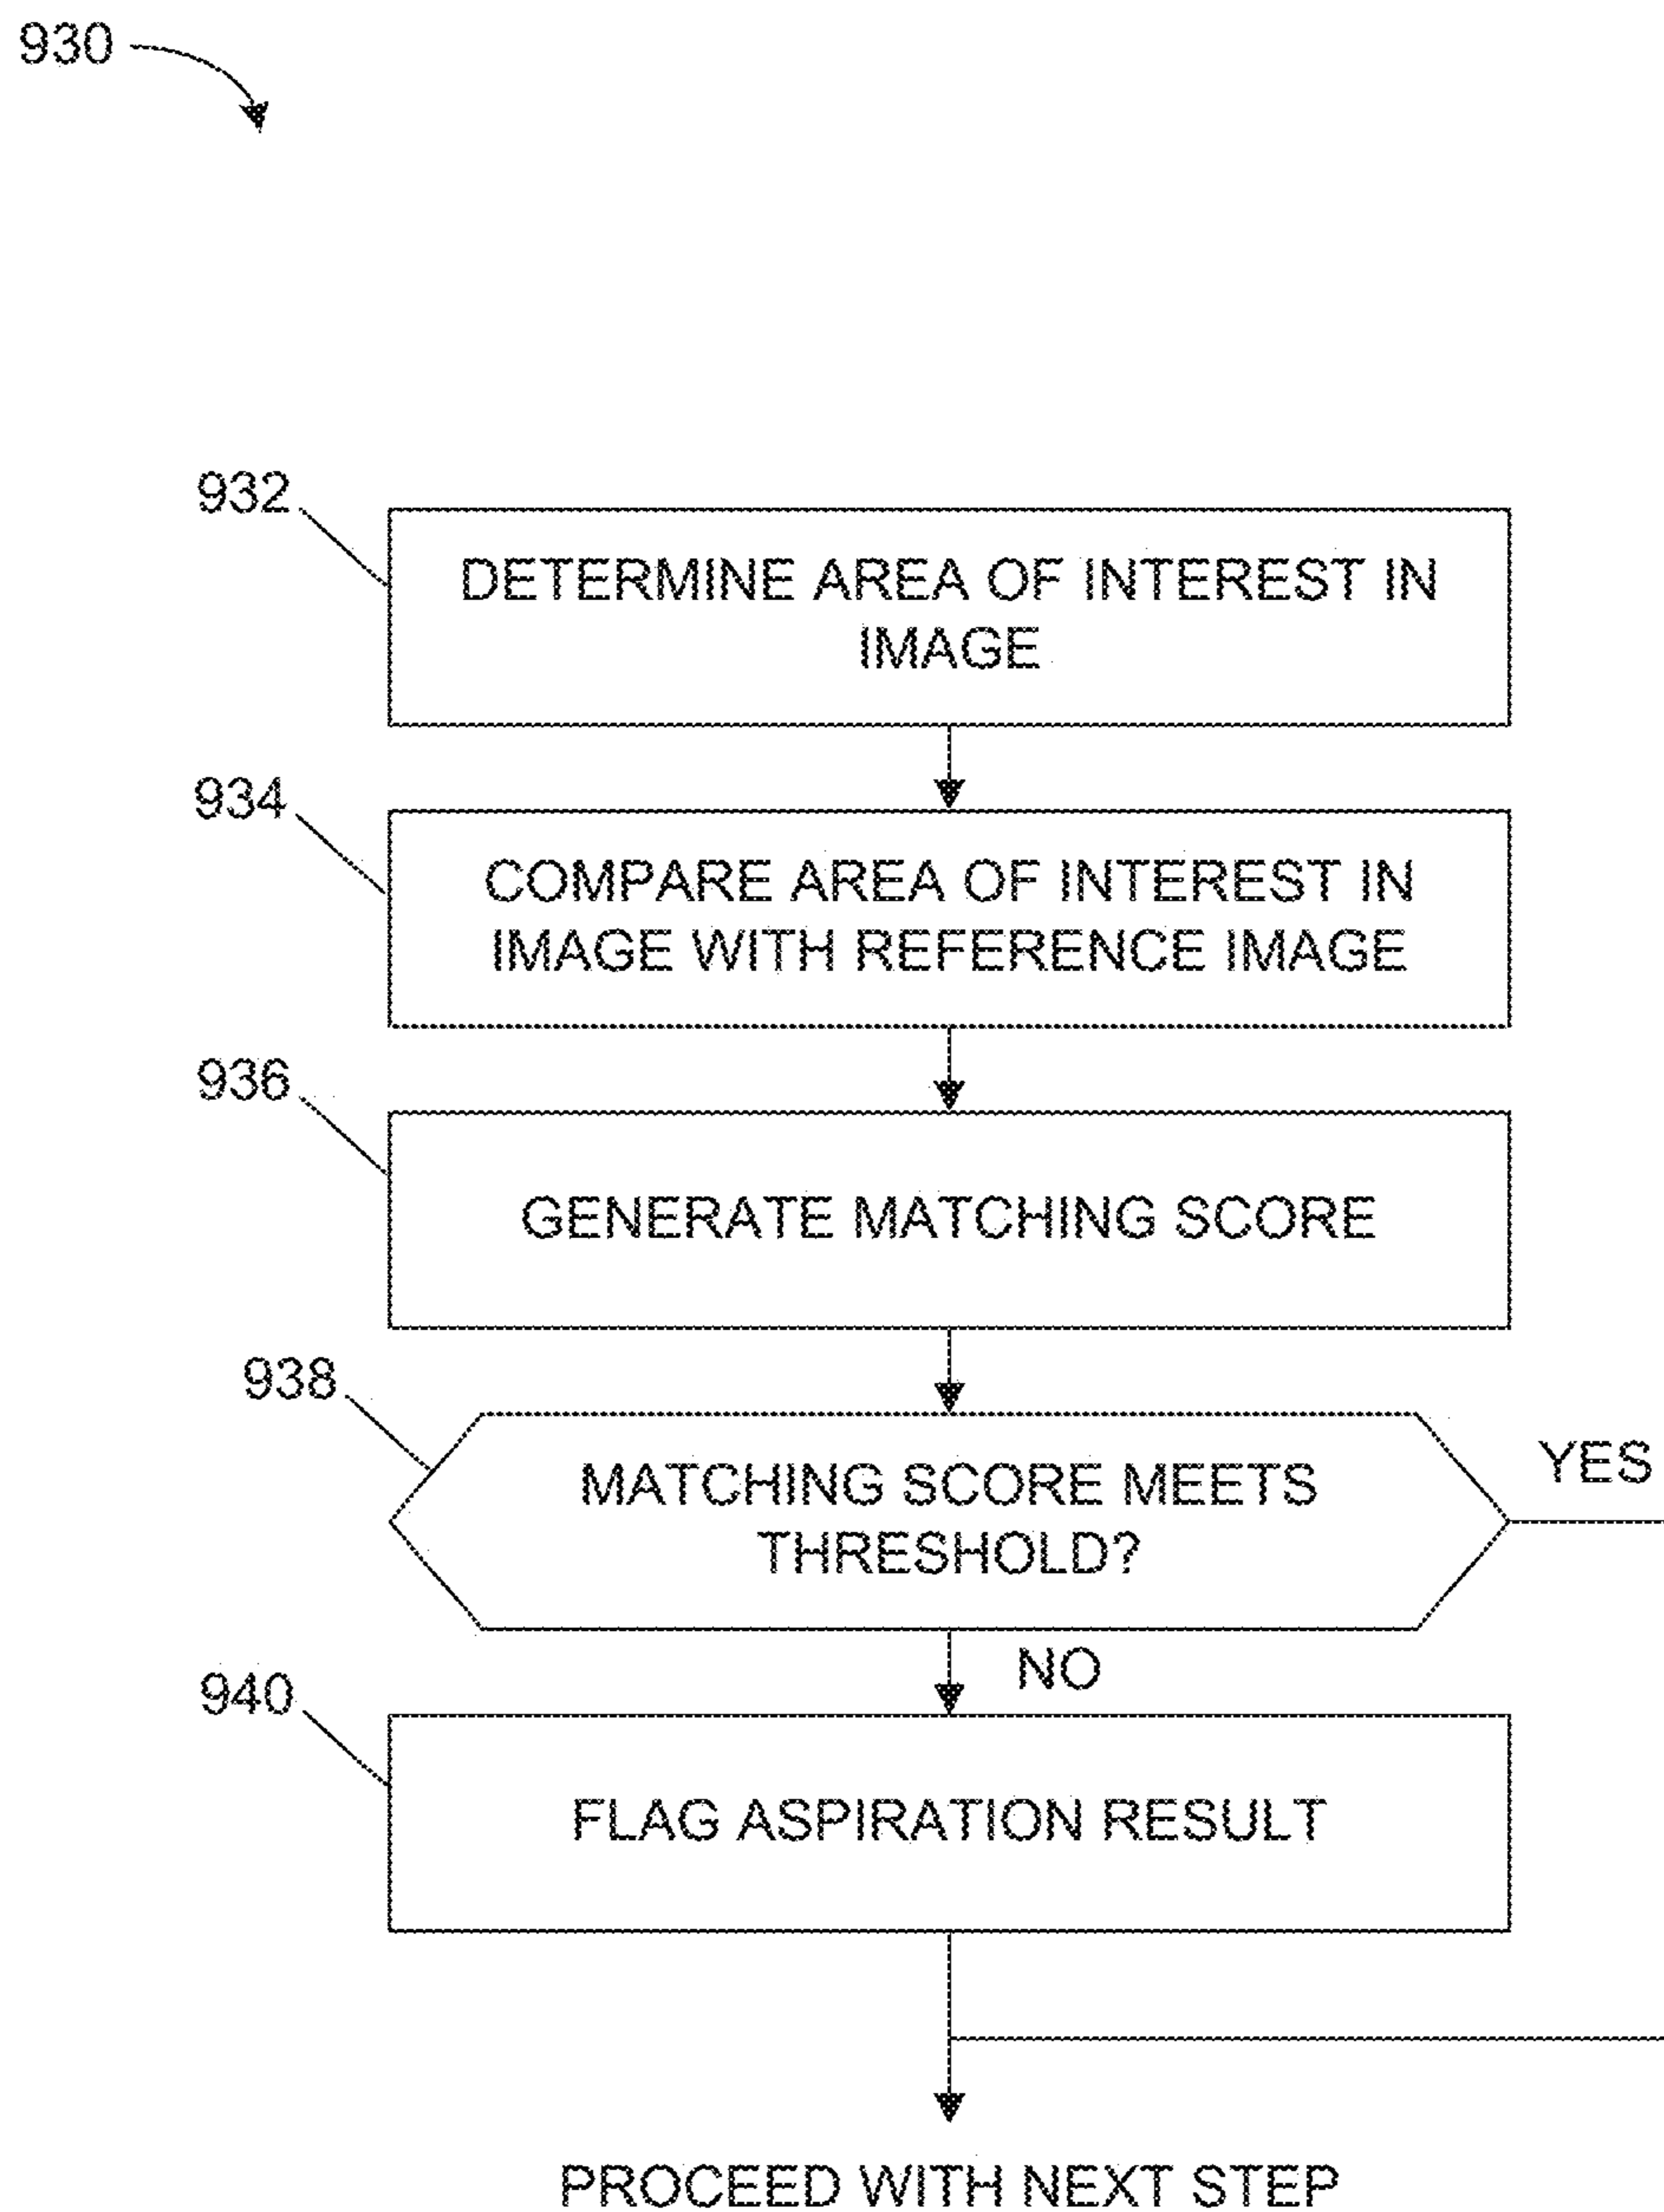 930
932
DETERMINE AREA OF INTEREST IN
IMAGE
934
COMPARE AREA OF INTEREST IN
IMAGE WITH REFERENCE IMAGE
936
GENERATE MATCHING SCORE
938
MATCHING SCORE MEETS
THRESHOLD?
YES
NO
940
FLAG ASPIRATION RESULT
PROCEED WITH NEXT STEP